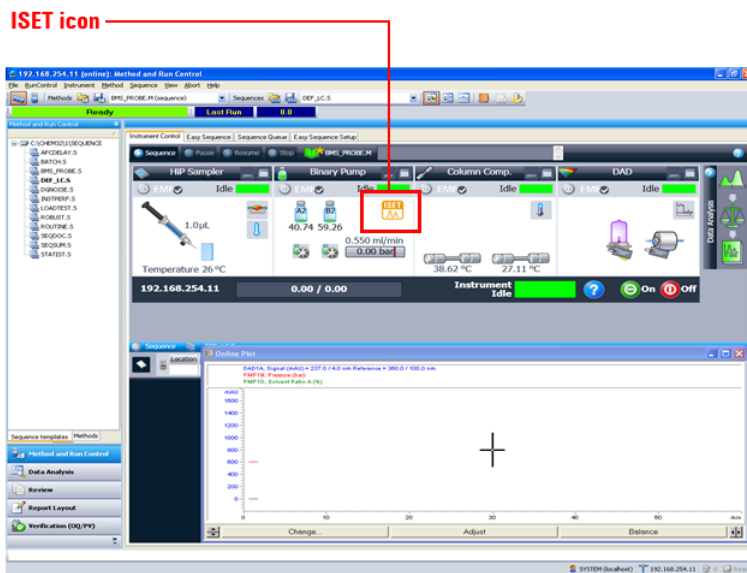 ISET icon
192.168.254.11 (online): Method and Run Control
File RunControl Instrument Method Sequence View Abort Help
Methods BMS_PROBE.M (sequence) Sequences DEF_LC.S
Ready Last Run 0.0
Method and Run Control
Instrument Control Easy Sequence Sequence Queue Easy Sequence Setup
C:\CHEM32\1\SEQUENCE
AFCDELAY.S
BATCH.S
BMS_PROBE.S
DEF_LC.S
DGNOISE.S
INSTPERF.S
LOADTEST.S
ROBUST.S
ROUTINE.S
SEQDOC.S
SEQSUM.S
STATIST.S
Sequence Pause Resume Stop BMS_PROBE.M
HiP Sampler Binary Pump Column Comp. DAD
EMF Idle EMF Idle EMF Idle EMF Idle
A2 B2 ISET
1.0µL 40.74 59.26
0.550 ml/min
0.00 bar
Temperature 26 °C 38.62 °C 27.11 °C
Data Analysis
192.168.254.11 0.00 / 0.00 Instrument Idle ? On Off
Sequence
Location
Online Plot
DAD1A, Signal (mAU) = 237.0 / 4.0 nm Reference = 360.0 / 100.0 nm
PMP1B, Pressure (bar)
PMP1D, Solvent Ratio A (%)
mAU
1600
1400
1200
1000
800
600
400
200
0
0 10 20 30 40 50 min
Change... Adjust Balance
Sequence templates Methods
Method and Run Control
Data Analysis
Review
Report Layout
Verification (OQ/PV)
SYSTEM (localhost) 192.168.254.11 0